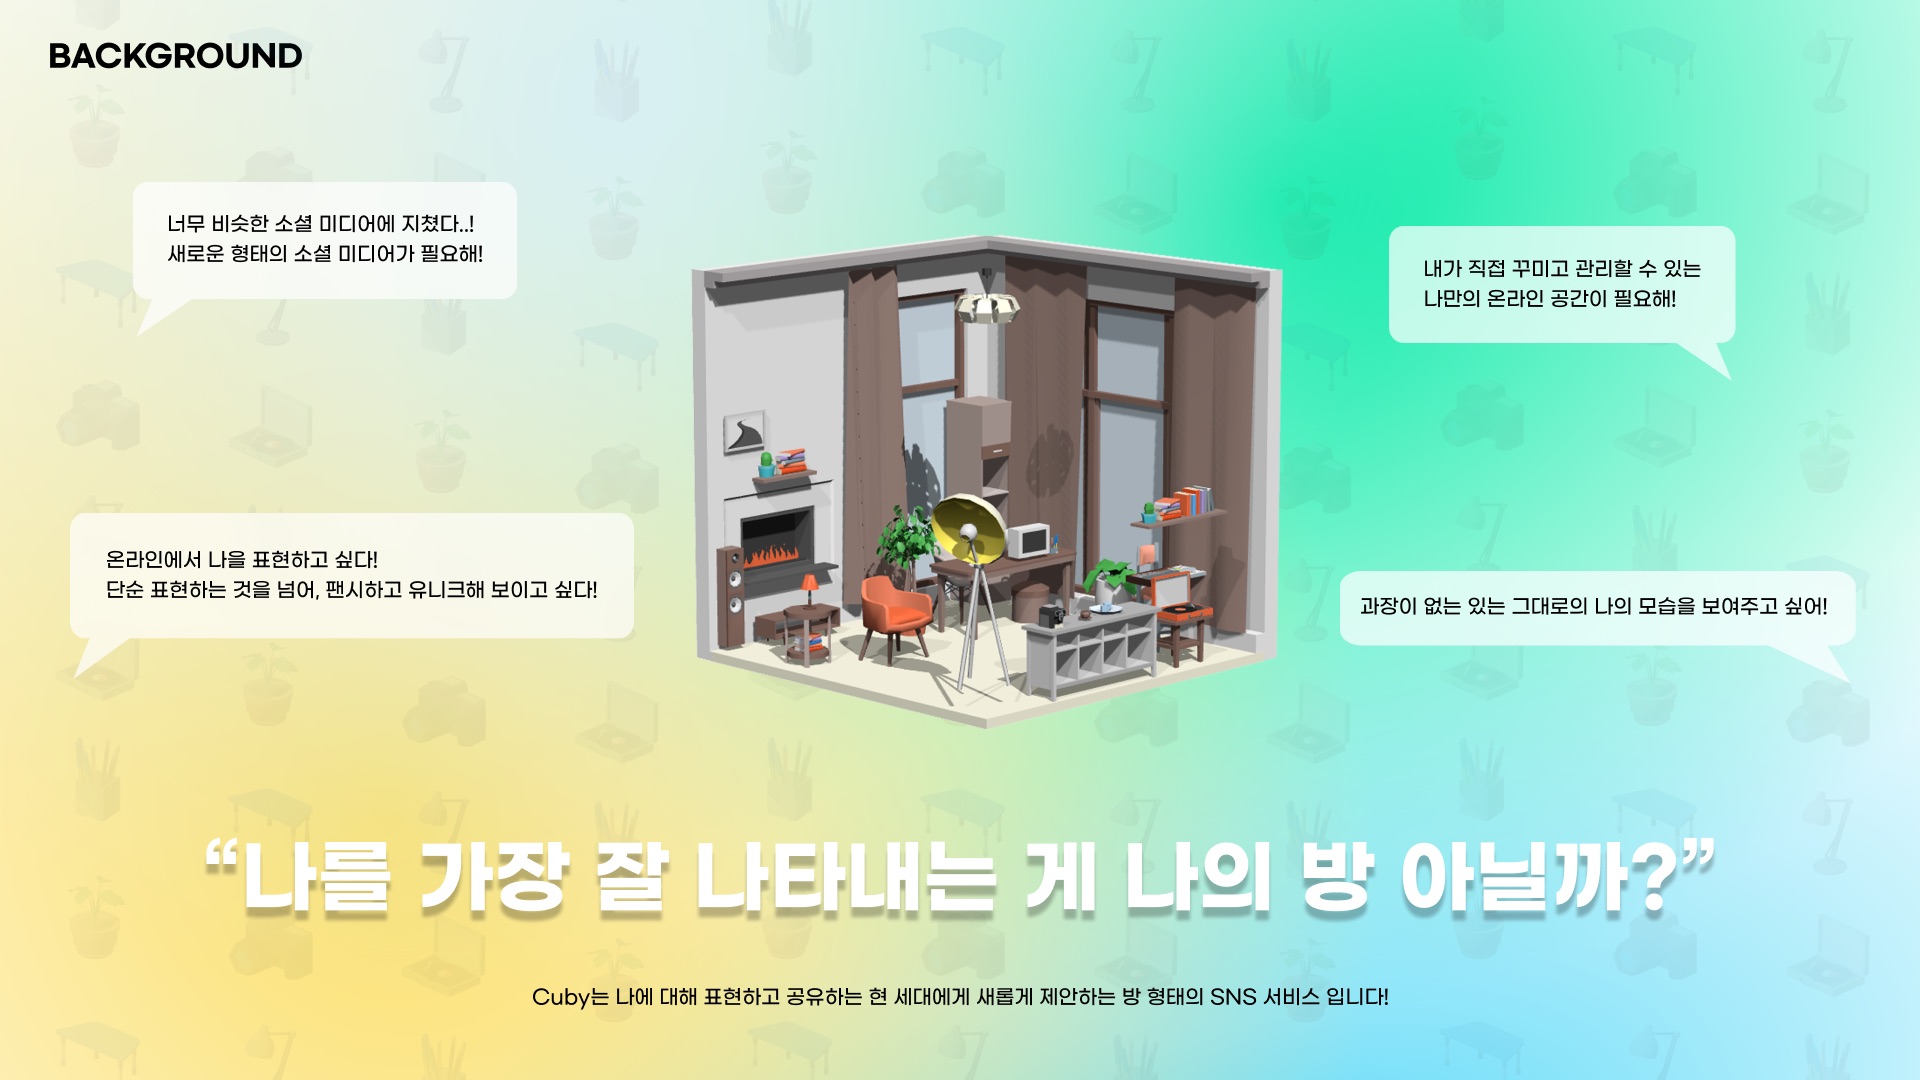 BACKGROUND
너무 비슷한 소셜 미디어에 지쳤다..!
새로운 형태의 소셜 미디어가 필요해!
내가 직접 꾸미고 관리할 수 있는
나만의 온라인 공간이 필요해!
온라인에서 나을 표현하고 싶다!
단순 표현하는 것을 넘어, 팬시하고 유니크해 보이고 싶다!
과장이 없는 있는 그대로의 나의 모습을 보여주고 싶어!
“나를 가장 잘 나타내는 게 나의 방 아닐까?”
Cuby는 나에 대해 표현하고 공유하는 현 세대에게 새롭게 제안하는 방 형태의 SNS 서비스 입니다!